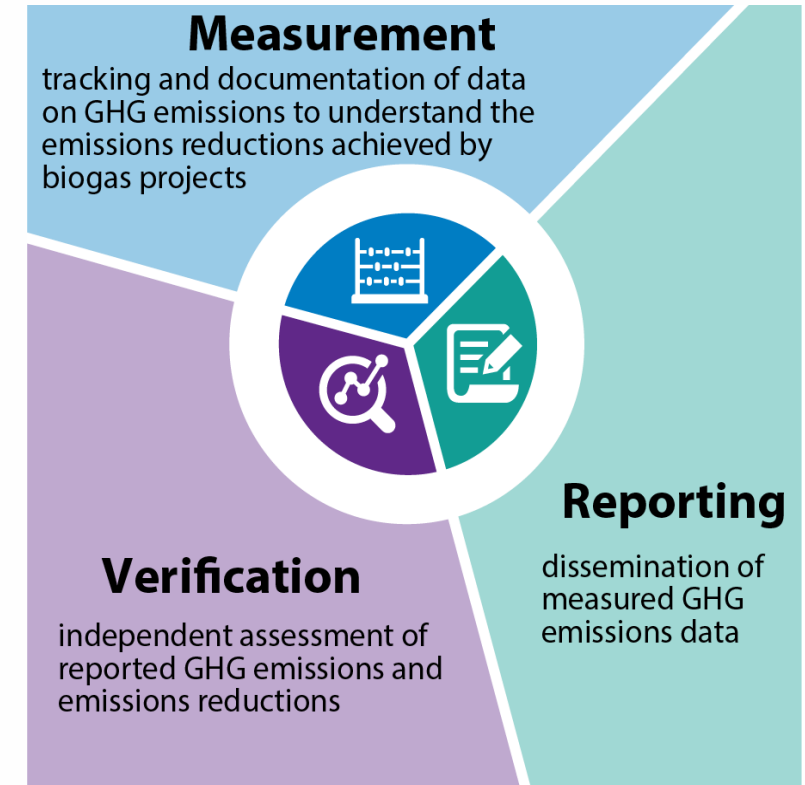 Measurement
tracking and documentation of data
on GHG emissions to understand the
emissions reductions achieved by
biogas projects
Reporting
dissemination of
measured GHG
emissions data
Verification
independent assessment of
reported GHG emissions and
emissions reductions